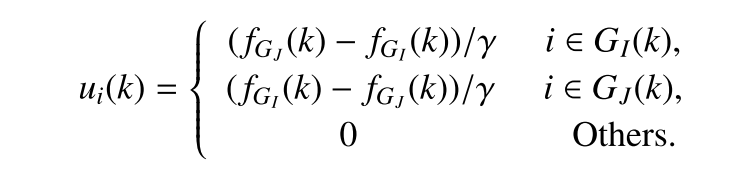 (f_{G_J}(k) − f_{G_I}(k))/γ i ∈ G_I(k),
u_i(k) = { (f_{G_I}(k) − f_{G_J}(k))/γ i ∈ G_J(k),
0 Others.